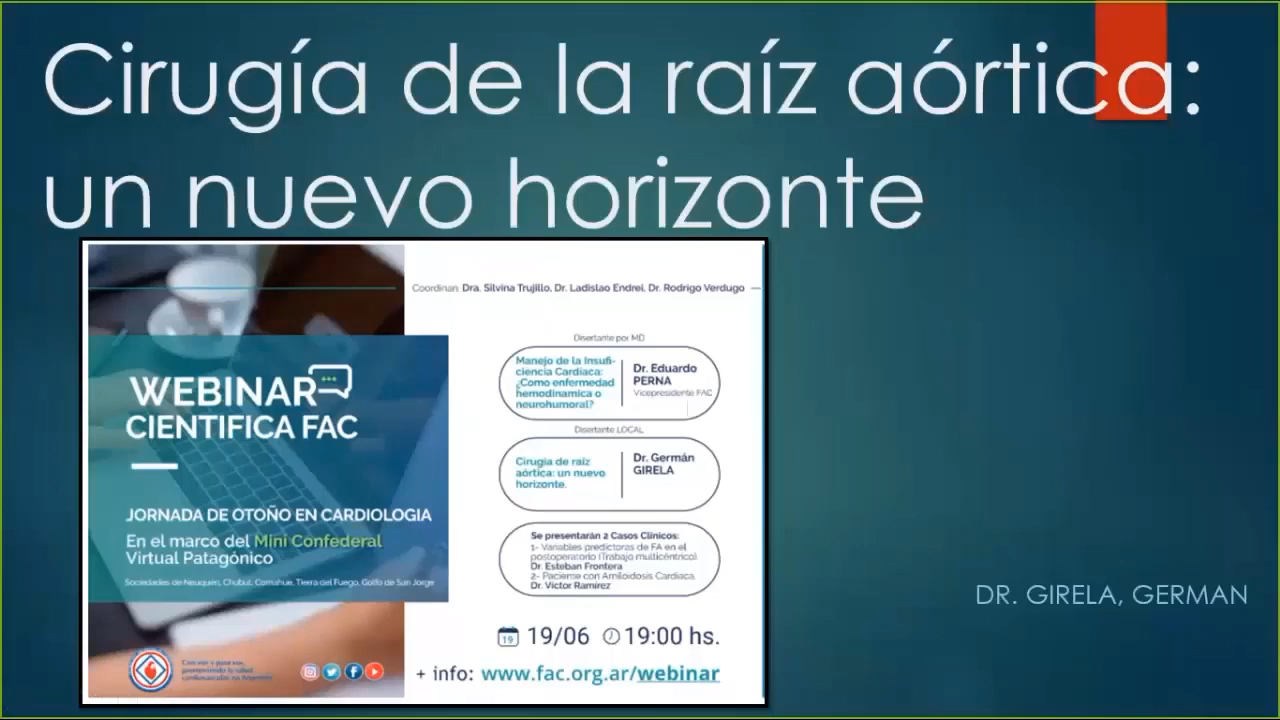 Cirugía de la raíz aórtica:
un nuevo horizonte
Coordinan: Dra. Silvina Trujillo, Dr. Ladislao Endrei, Dr. Rodrigo Verdugo
WEBINAR
CIENTIFICA FAC
JORNADA DE OTOÑO EN CARDIOLOGIA
En el marco del Mini Confederal
Virtual Patagónico
Sociedades de Neuquén, Chubut, Comahue, Tierra del Fuego, Golfo de San Jorge
Disertante por MD
Manejo de la Insufi-
ciencia Cardiaca:
¿Como enfermedad
hemodinamica o
neurohumoral?
Dr. Eduardo
PERNA
Vicepresidente FAC
Disertante LOCAL
Cirugia de raíz
aórtica: un nuevo
horizonte.
Dr. Germán
GIRELA
Se presentarán 2 Casos Clínicos:
1- Variables predictoras de FA en el
postoperatorio (Trabajo multicéntrico).
Dr. Esteban Frontera
2- Paciente con Amiloidosis Cardiaca.
Dr. Víctor Ramírez
19 19/06 19:00 hs.
+ info: www.fac.org.ar/webinar
DR. GIRELA, GERMAN